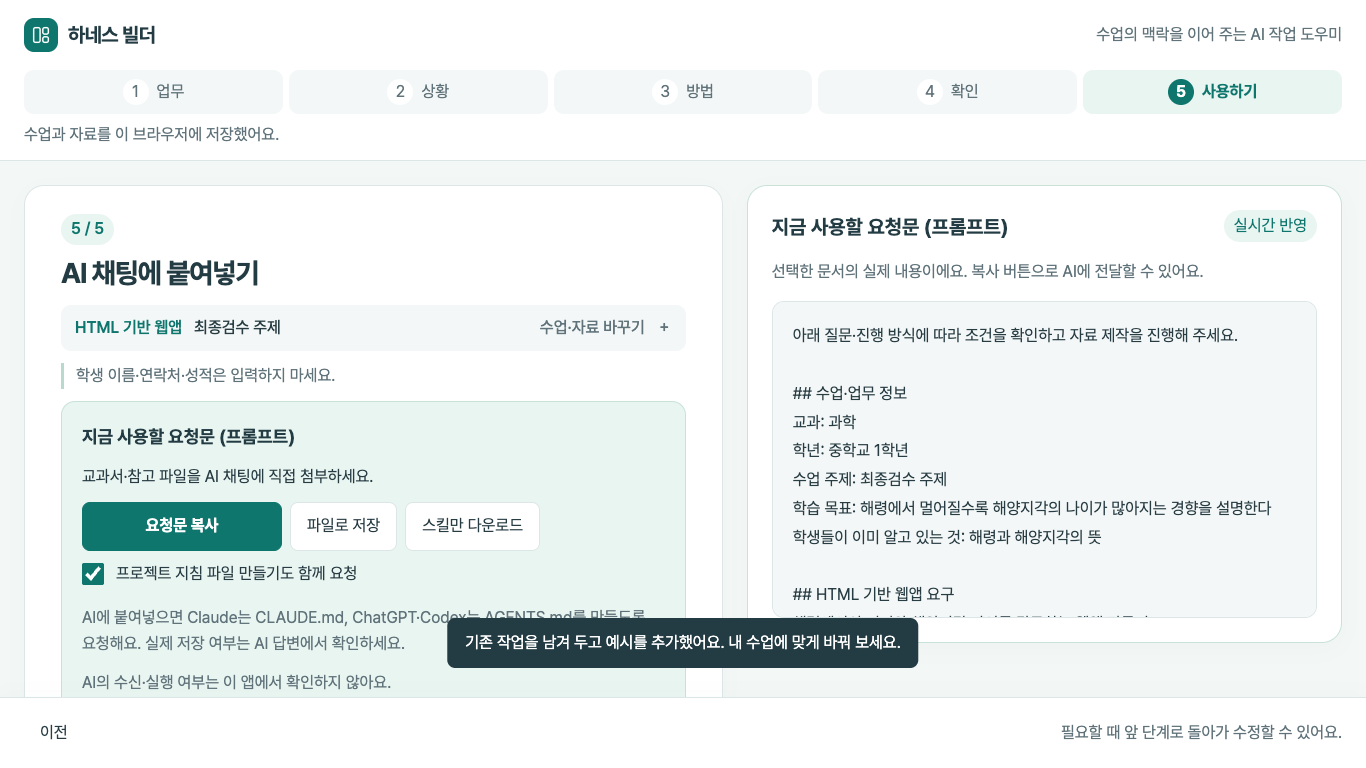 하네스 빌더
수업의 맥락을 이어 주는 AI 작업 도우미
1 업무
2 상황
3 방법
4 확인
5 사용하기
수업과 자료를 이 브라우저에 저장했어요.
5 / 5
AI 채팅에 붙여넣기
HTML 기반 웹앱 최종검수 주제 수업·자료 바꾸기 +
학생 이름·연락처·성적은 입력하지 마세요.
지금 사용할 요청문 (프롬프트)
교과서·참고 파일을 AI 채팅에 직접 첨부하세요.
요청문 복사
파일로 저장
스킬만 다운로드
프로젝트 지침 파일 만들기도 함께 요청
AI에 붙여넣으면 Claude는 CLAUDE.md, ChatGPT·Codex는 AGENTS.md를 만들도록
요청해요. 실제 저장 여부는 AI 답변에서 확인하세요.
AI의 수신·실행 여부는 이 앱에서 확인하지 않아요.
지금 사용할 요청문 (프롬프트)
실시간 반영
선택한 문서의 실제 내용이에요. 복사 버튼으로 AI에 전달할 수 있어요.
아래 질문·진행 방식에 따라 조건을 확인하고 자료 제작을 진행해 주세요.
## 수업·업무 정보
교과: 과학
학년: 중학교 1학년
수업 주제: 최종검수 주제
학습 목표: 해령에서 멀어질수록 해양지각의 나이가 많아지는 경향을 설명한다
학생들이 이미 알고 있는 것: 해령과 해양지각의 뜻
## HTML 기반 웹앱 요구
기존 작업을 남겨 두고 예시를 추가했어요. 내 수업에 맞게 바꿔 보세요.
이전
필요할 때 앞 단계로 돌아가 수정할 수 있어요.